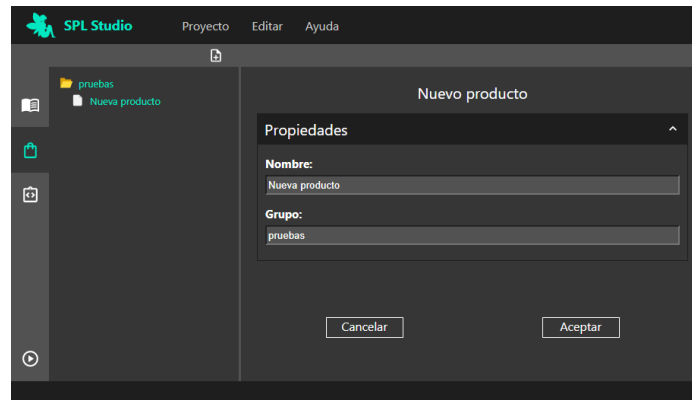 SPL Studio Proyecto Editar Ayuda
pruebas
Nueva producto
Nuevo producto
Propiedades
Nombre:
Nueva producto
Grupo:
pruebas
Cancelar Aceptar